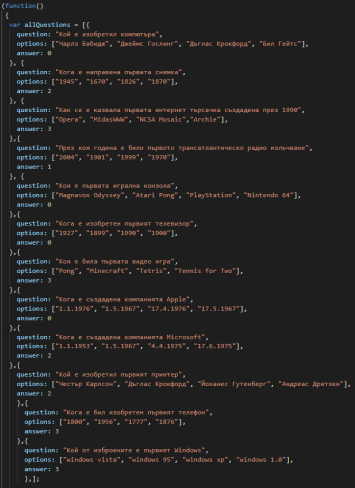 (function()
{
var allQuestions = [{
question: "Кой е изобретил компютъра",
options: ["Чарлз Бабидж", "Джеймс Гослинг", "Дъглас Крокфорд", "Бил Гейтс"],
answer: 0
}, {
question: "Кога е направена първата снимка",
options: ["1945", "1670", "1826", "1870"],
answer: 2
}, {
question: "Как се е казвала първата интернет търсачка създадена през 1990",
options: ["Opera", "MidasWWW", "NCSA Mosaic","Archie"],
answer: 3
},{
question: "През коя година е било първото трансатлантическо радио излъчване",
options: ["2004", "1901", "1999", "1970"],
answer: 1
}, {
question: "Коя е първата игрална конзола",
options: ["Magnavox Odyssey", "Atari Pong", "PlayStation", "Nintendo 64"],
answer: 0
},{
question: "Кога е изобретен първият телевизор",
options: ["1927", "1899", "1990", "1900"],
answer: 0
},{
question: "Коя е била първата видео игра",
options: ["Pong", "Minecraft", "Tetris", "Tennis for Two"],
answer: 3
},{
question: "Кога е създадена компанията Apple",
options: ["1.1.1976", "1.5.1967", "17.4.1976", "17.5.1967"],
answer: 0
},{
question: "Кога е създадена компанията Microsoft",
options: ["1.1.1953", "1.5.1967", "4.4.1975", "17.6.1975"],
answer: 2
},{
question: "Кой е изобретил първият принтер",
options: ["Честър Карлсон", "Дъглас Крокфорд", "Йоханес Гутенберг", "Андреас Дритзен"],
answer: 2
},{
question: "Кога е бил изобретен първият телефон",
options: ["1800", "1956", "1777", "1876"],
answer: 3
},{
question: "Кой от изброените е първият Windows",
options: ["windows vista", "windows 95", "windows xp", "windows 1.0"],
answer: 3
},];